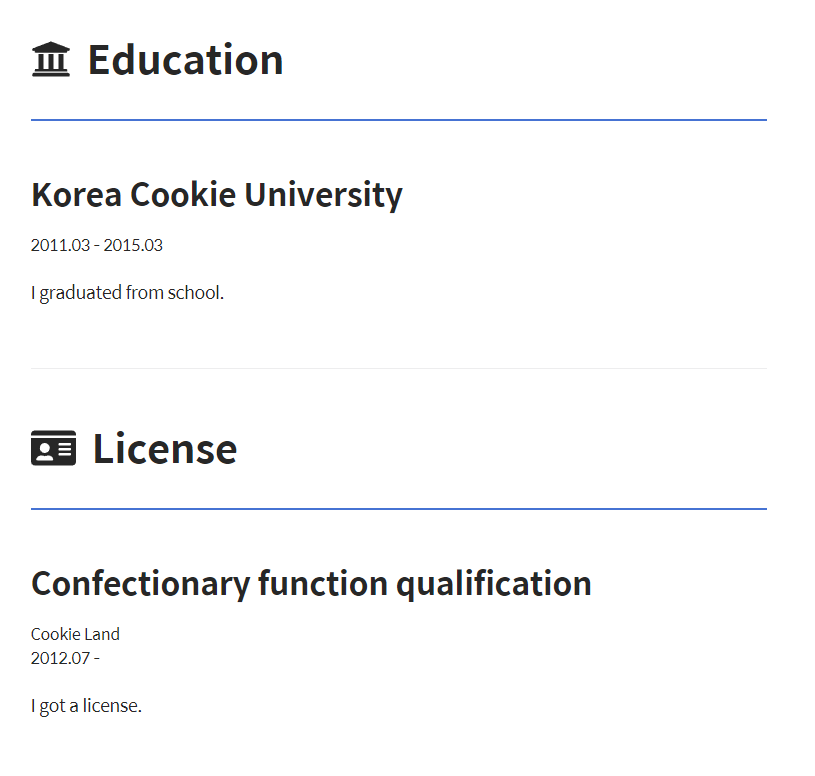 Education
Korea Cookie University
2011.03 - 2015.03
I graduated from school.
License
Confectionary function qualification
Cookie Land
2012.07 -
I got a license.